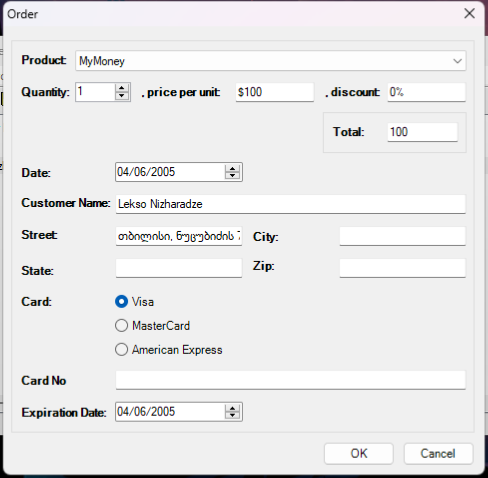 Order
Product: MyMoney
Quantity: 1 , price per unit: $100 , discount: 0%
Total: 100
Date: 04/06/2005
Customer Name: Lekso Nizharadze
Street: თბილისი, ნუცუბიძის City:
State: Zip:
Card: Visa
MasterCard
American Express
Card No
Expiration Date: 04/06/2005
OK Cancel